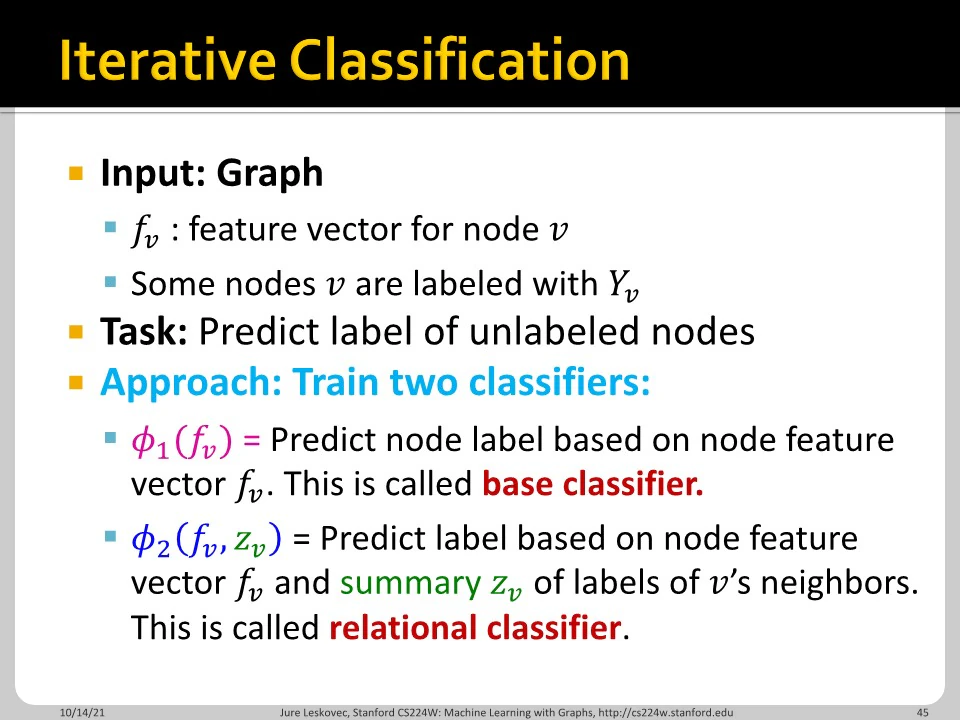 Iterative Classification
Input: Graph
𝑓𝑣 : feature vector for node 𝑣
Some nodes 𝑣 are labeled with 𝑌𝑣
Task: Predict label of unlabeled nodes
Approach: Train two classifiers:
𝜙1(𝑓𝑣) = Predict node label based on node feature
vector 𝑓𝑣. This is called base classifier.
𝜙2(𝑓𝑣, 𝑧𝑣) = Predict label based on node feature
vector 𝑓𝑣 and summary 𝑧𝑣 of labels of 𝑣’s neighbors.
This is called relational classifier.
10/14/21 Jure Leskovec, Stanford CS224W: Machine Learning with Graphs, http://cs224w.stanford.edu 45